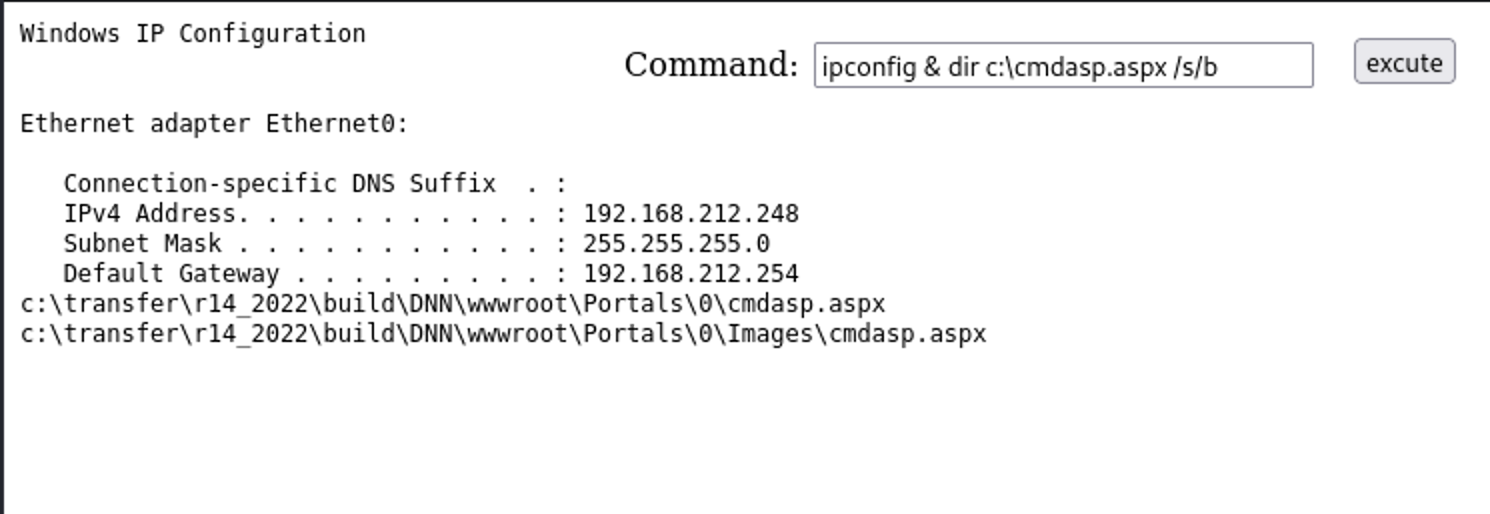 Windows IP Configuration
Command: ipconfig & dir c:\cmdasp.aspx /s/b excute
Ethernet adapter Ethernet0:
Connection-specific DNS Suffix . :
IPv4 Address. . . . . . . . . . . : 192.168.212.248
Subnet Mask . . . . . . . . . . . : 255.255.255.0
Default Gateway . . . . . . . . . : 192.168.212.254
c:\transfer\r14_2022\build\DNN\wwwroot\Portals\0\cmdasp.aspx
c:\transfer\r14_2022\build\DNN\wwwroot\Portals\0\Images\cmdasp.aspx